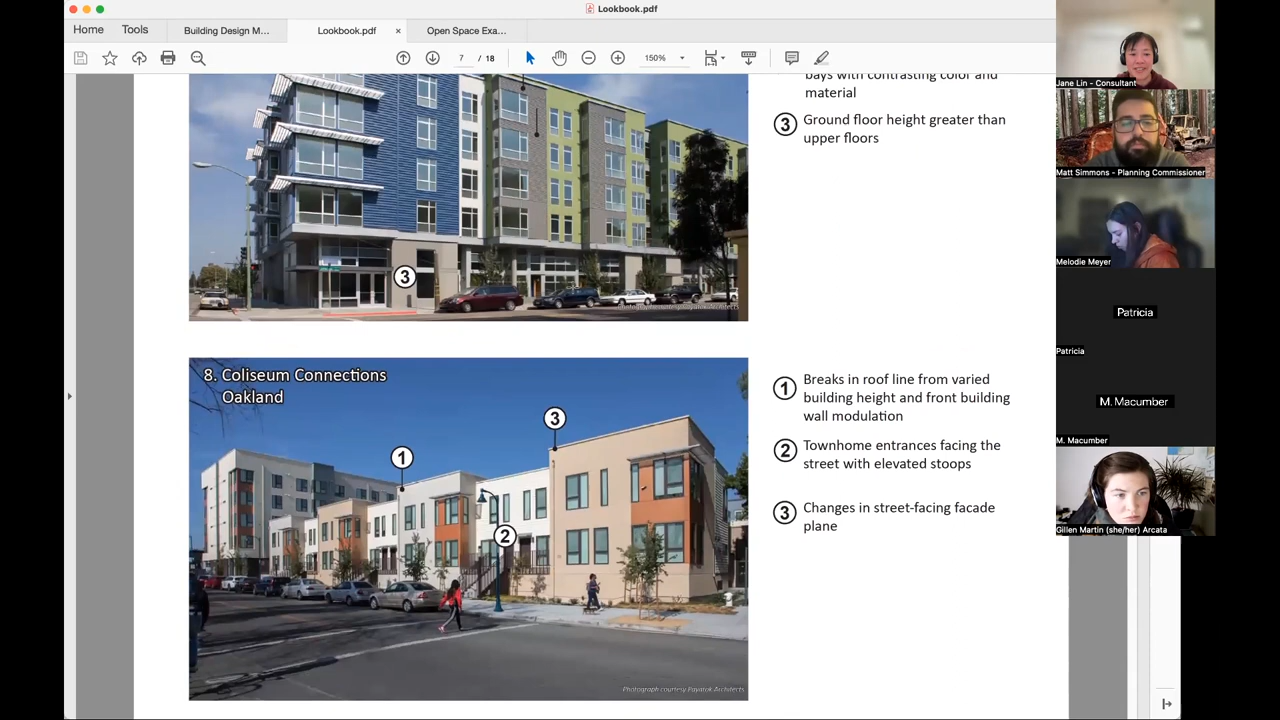 Lookbook.pdf
Home
Tools
Building Design M...
Lookbook.pdf
×
Open Space Exa...
7 / 18
150%
bays with contrasting color and
material
3 Ground floor height greater than
upper floors
3
8. Coliseum Connections
Oakland
1
2
3
Photograph courtesy Pyatok Architects
1 Breaks in roof line from varied
building height and front building
wall modulation
2 Townhome entrances facing the
street with elevated stoops
3 Changes in street-facing facade
plane
Jane Lin - Consultant
Matt Simmons - Planning Commissioner
Melodie Meyer
Patricia
Patricia
M. Macumber
M. Macumber
Gillen Martin (she/her) Arcata